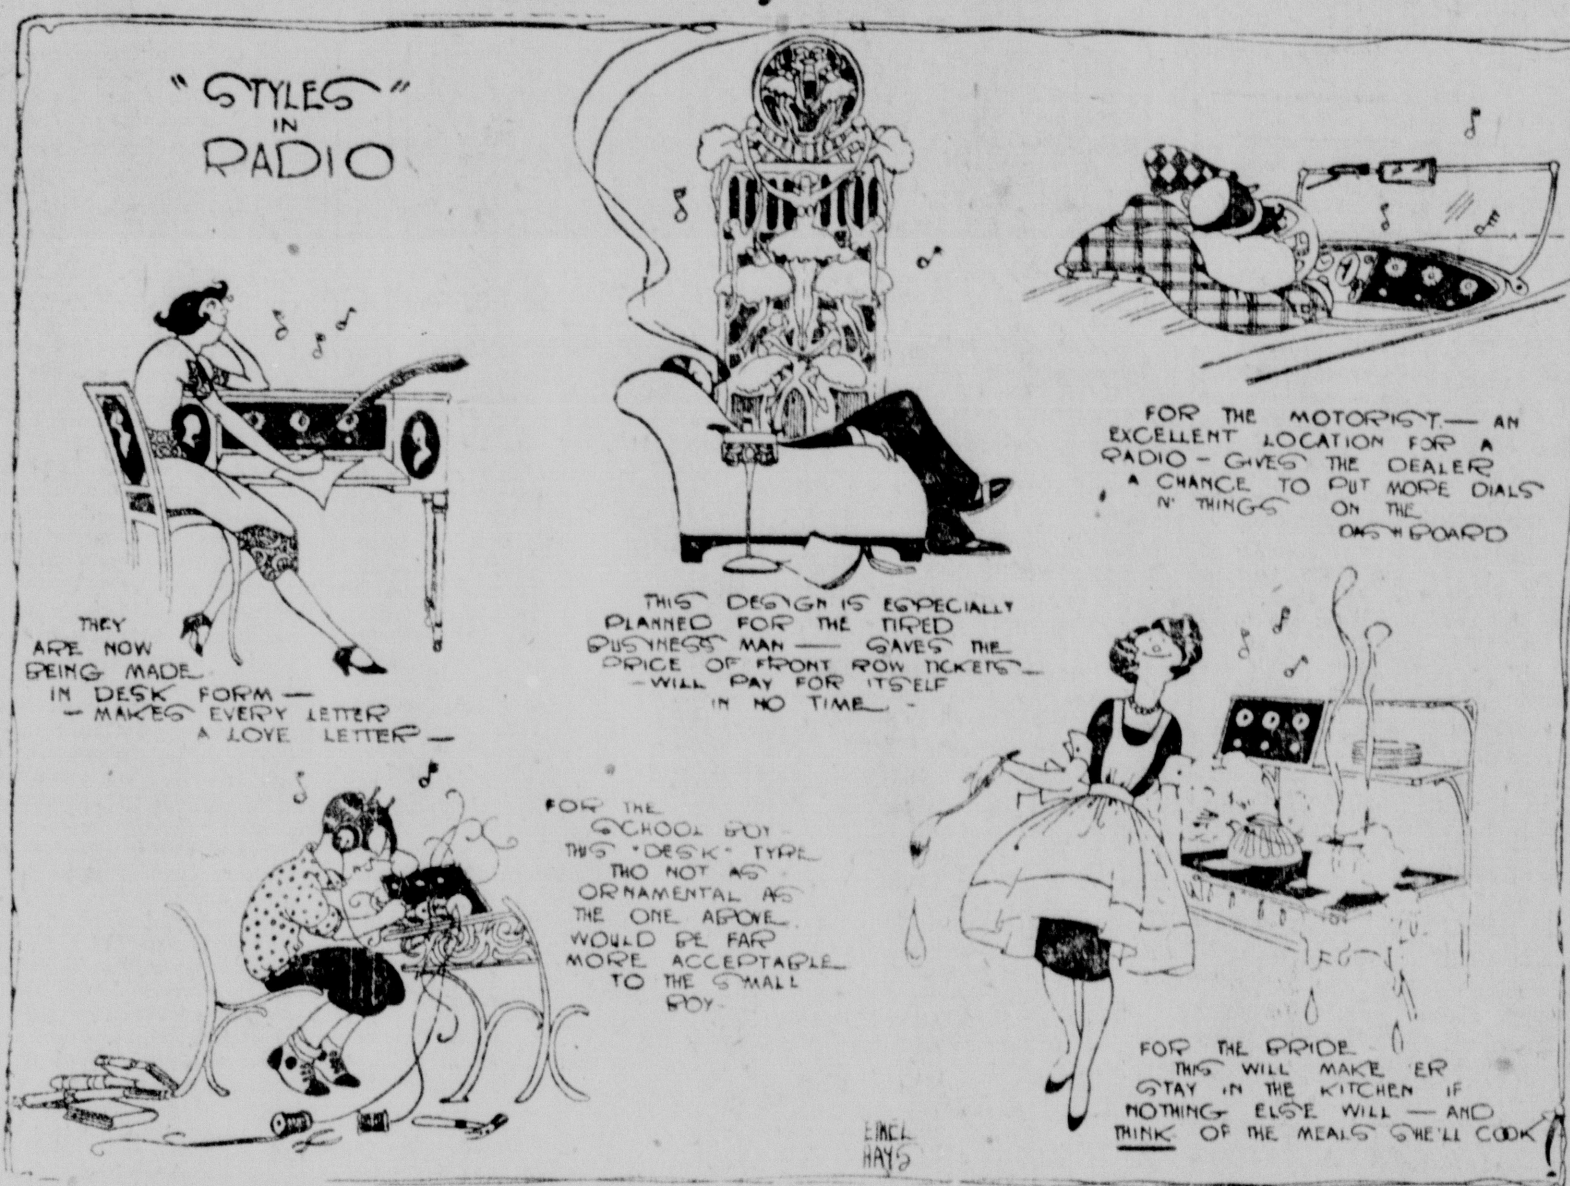 "STYLES"
IN
RADIO
THEY
ARE NOW
BEING MADE
IN DESK FORM —
- MAKES EVERY LETTER
A LOVE LETTER —
THIS DESIGN IS ESPECIALLY
PLANNED FOR THE TIRED
BUSINESS MAN — SAVES THE
PRICE OF FRONT ROW TICKETS —
- WILL PAY FOR ITSELF
IN NO TIME -
FOR THE MOTORIST. — AN
EXCELLENT LOCATION FOR A
RADIO - GIVES THE DEALER
A CHANCE TO PUT MORE DIALS
N' THINGS ON THE
DASHBOARD
FOR THE
SCHOOL BOY -
THIS "DESK" TYPE
THO NOT AS
ORNAMENTAL AS
THE ONE ABOVE
WOULD BE FAR
MORE ACCEPTABLE
TO THE SMALL
BOY -
FOR THE BRIDE -
THIS WILL MAKE 'ER
STAY IN THE KITCHEN IF
NOTHING ELSE WILL — AND
THINK OF THE MEALS SHE'LL COOK!
ETHEL
HAYS